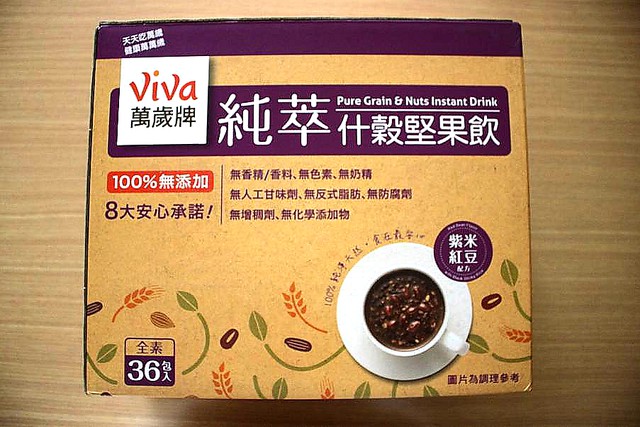 天天吃萬歲
健康萬萬歲
viva
萬歲牌
純萃
Pure Grain & Nuts Instant Drink
什穀堅果飲
100%無添加
8大安心承諾!
無香精/香料、無色素、無奶精
無人工甘味劑、無反式脂肪、無防腐劑
無增稠劑、無化學添加物
紫米
紅豆
配方
全素
36包入
圖片為調理參考